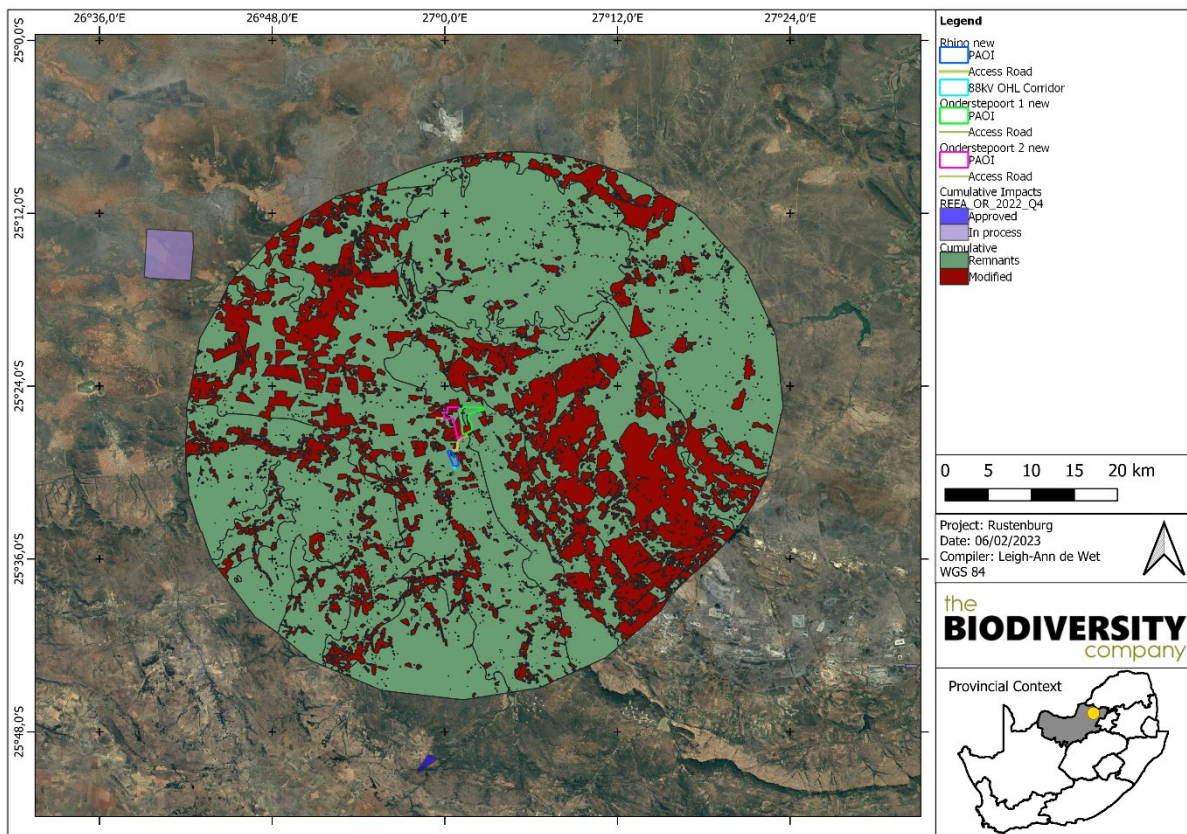 26°36,0'E
26°48,0'E
27°0,0'E
27°12,0'E
27°24,0'E
25°0,0'S
25°12,0'S
25°24,0'S
25°36,0'S
25°48,0'S
Legend
Rhino new
PAOI
Access Road
88kV OHL Corridor
Onderstepoort 1 new
PAOI
Access Road
Onderstepoort 2 new
PAOI
Access Road
Cumulative Impacts
REEA_OR_2022_Q4
Approved
In process
Cumulative
Remnants
Modified
0 5 10 15 20 km
Project: Rustenburg
Date: 06/02/2023
Compiler: Leigh-Ann de Wet
WGS 84
the
BIODIVERSITY
company
Provincial Context